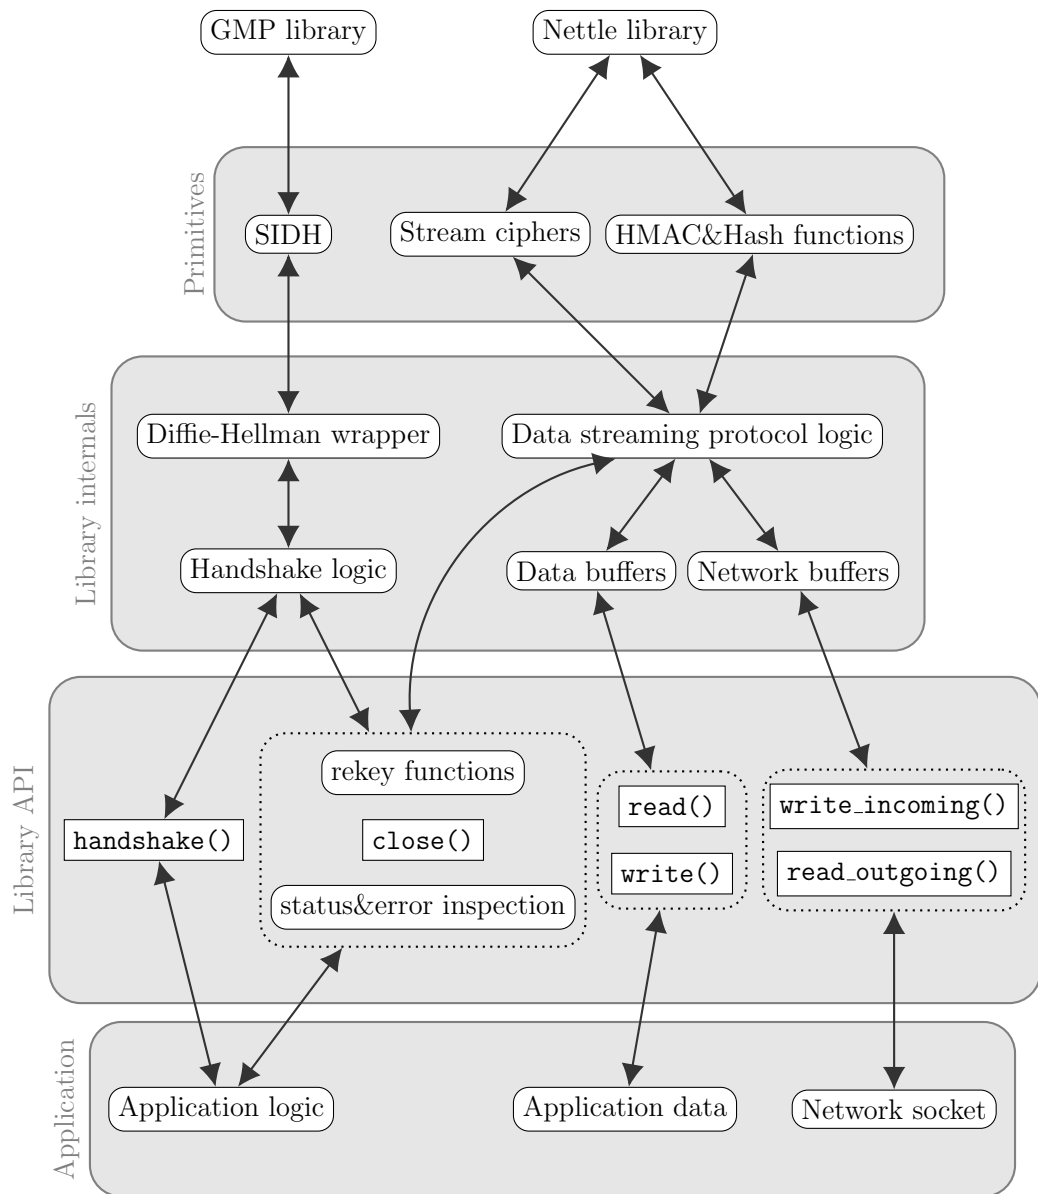 GMP library
Nettle library
Primitives
SIDH
Stream ciphers
HMAC&Hash functions
Library internals
Diffie-Hellman wrapper
Data streaming protocol logic
Handshake logic
Data buffers
Network buffers
Library API
rekey functions
handshake()
close()
status&error inspection
read()
write()
write_incoming()
read_outgoing()
Application
Application logic
Application data
Network socket